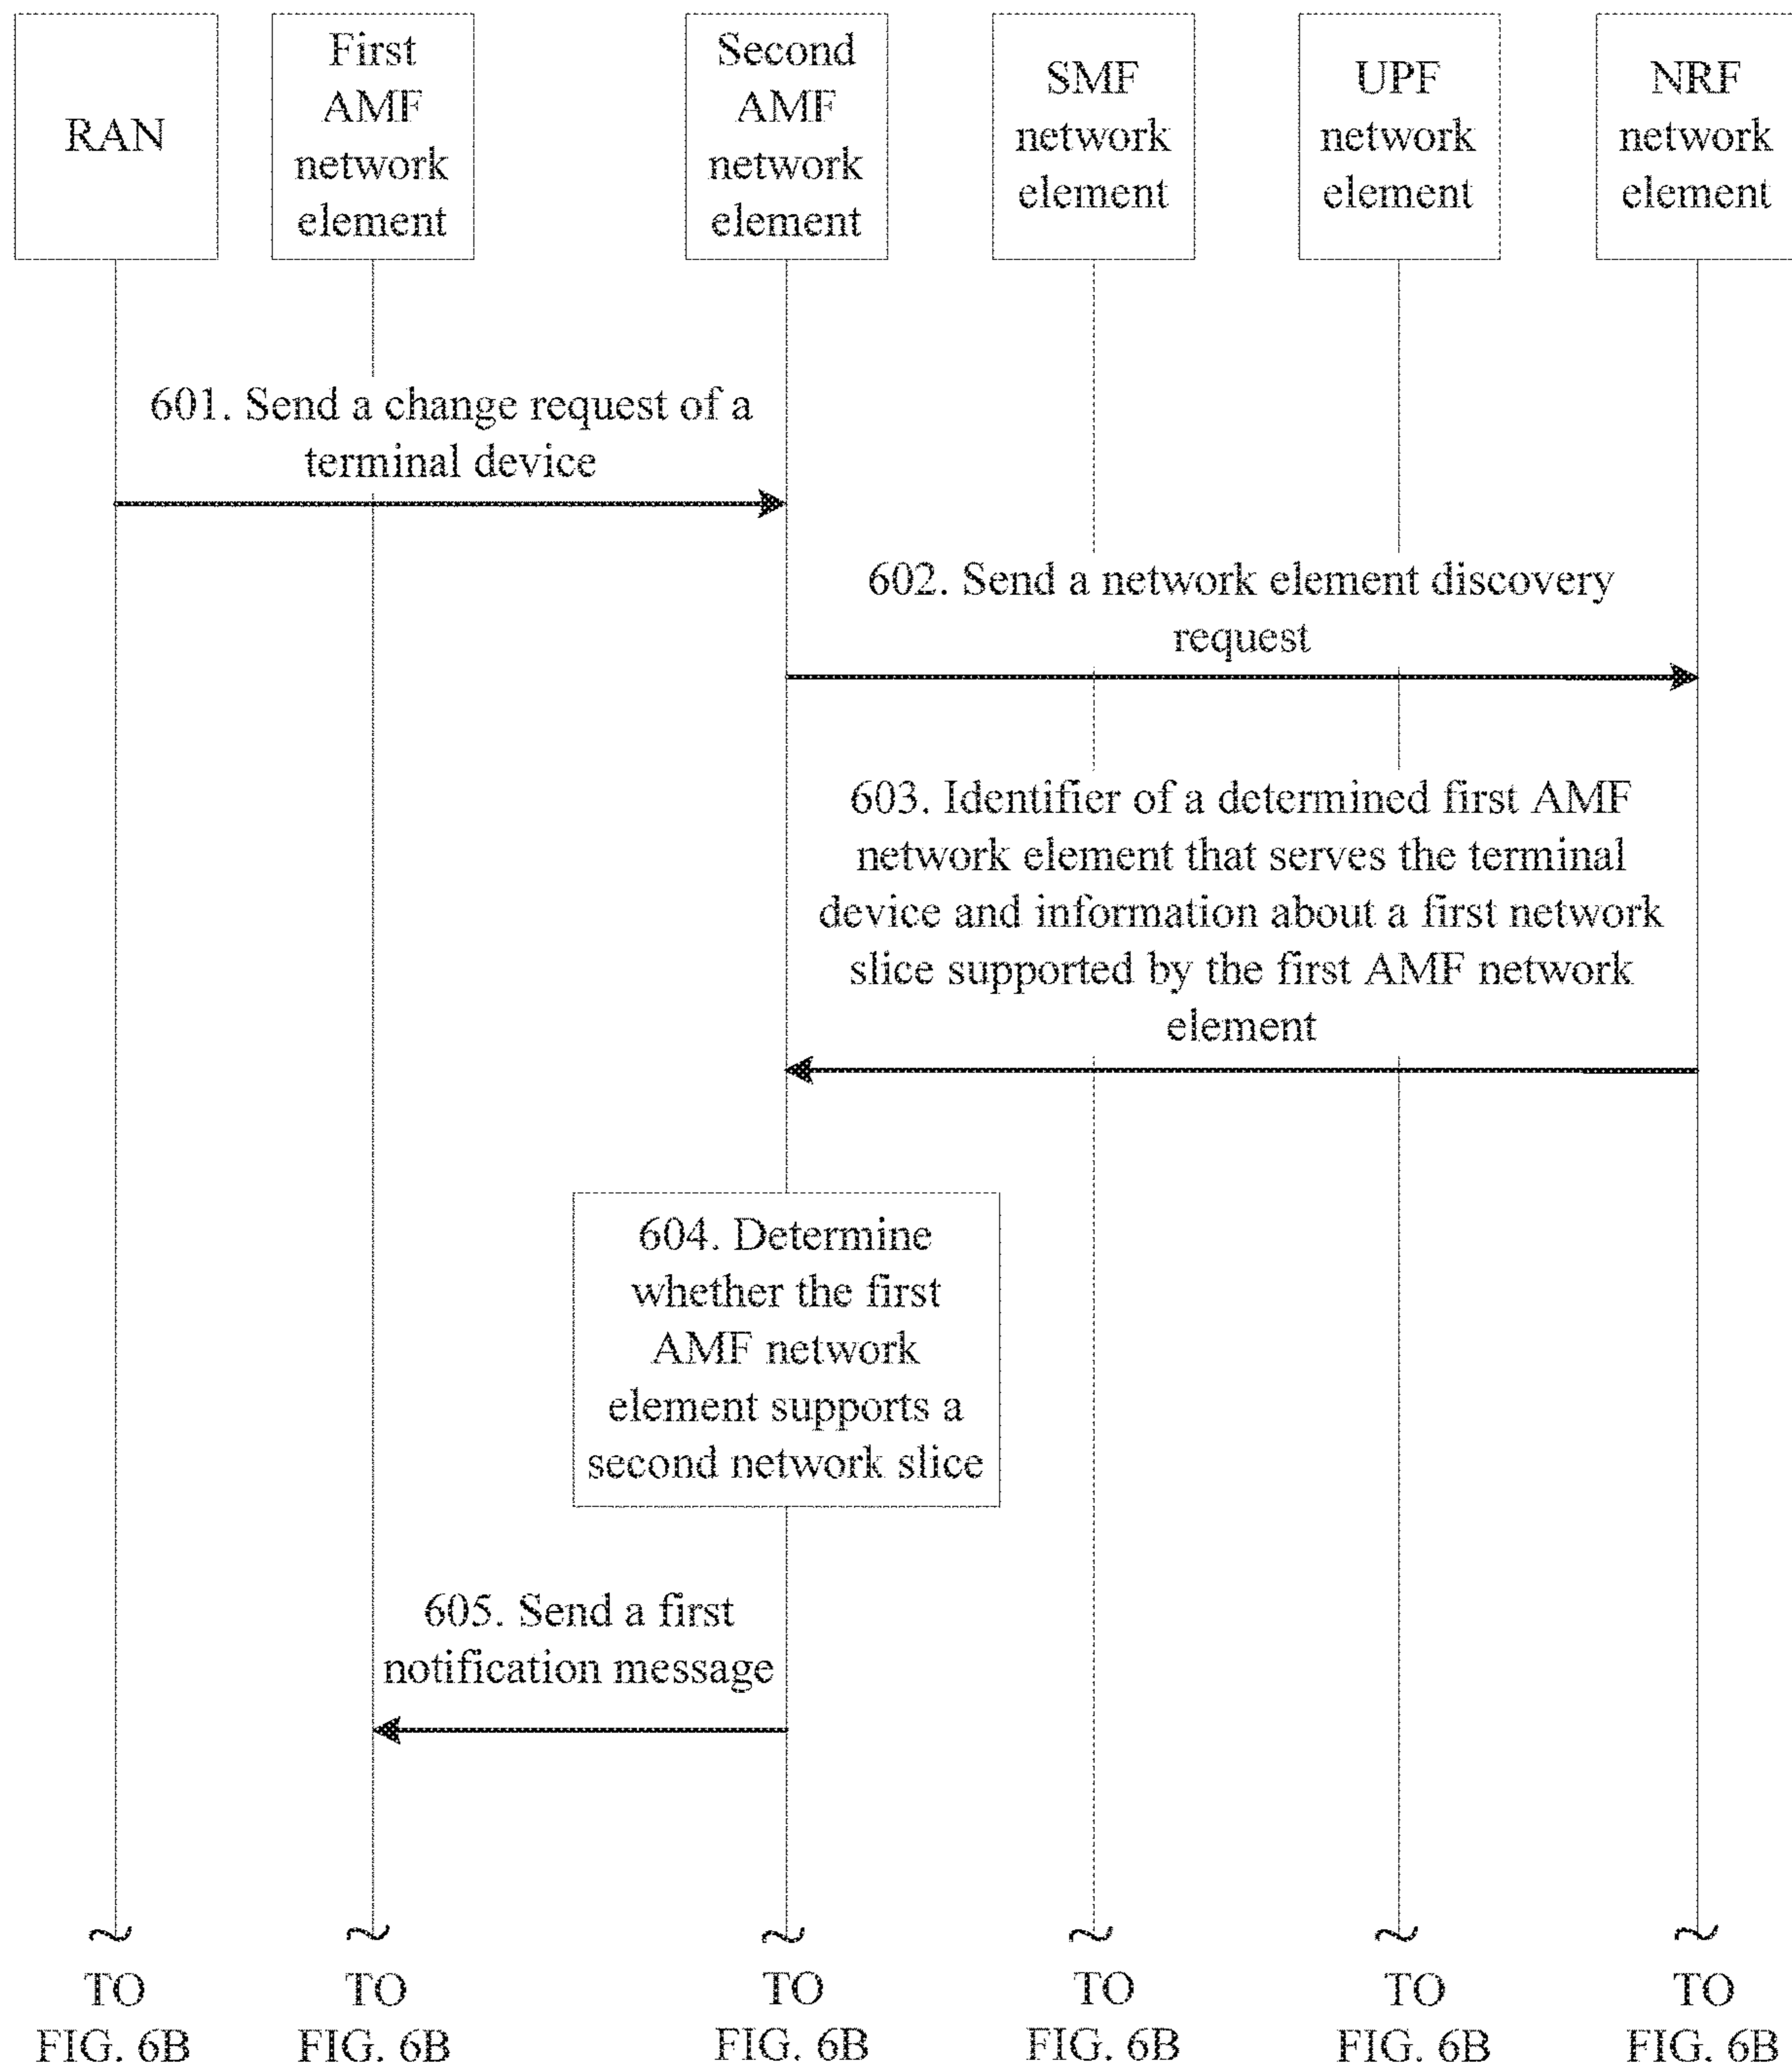 RAN
First
AMF
network
element
Second
AMF
network
element
SMF
network
element
UPF
network
element
NRF
network
element
601. Send a change request of a
terminal device
602. Send a network element discovery
request
603. Identifier of a determined first AMF
network element that serves the terminal
device and information about a first network
slice supported by the first AMF network
element
604. Determine
whether the first
AMF network
element supports a
second network slice
605. Send a first
notification message
TO
FIG. 6B
TO
FIG. 6B
TO
FIG. 6B
TO
FIG. 6B
TO
FIG. 6B
TO
FIG. 6B